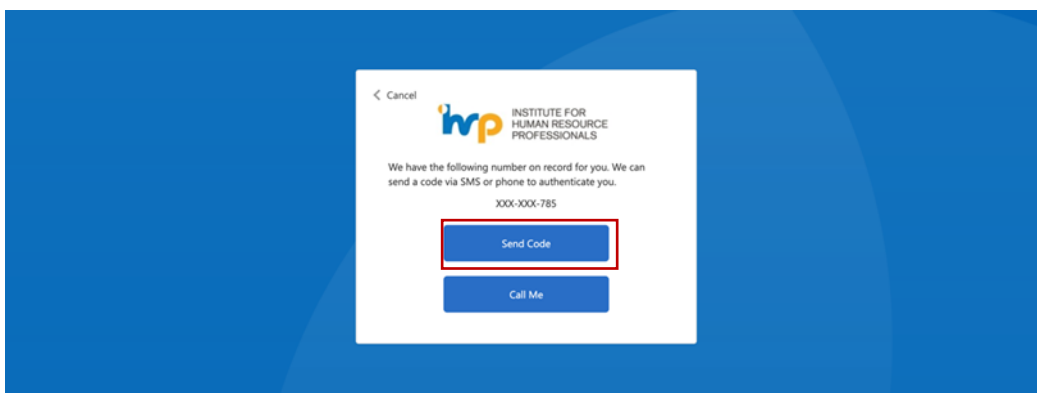 Cancel
ihrp
INSTITUTE FOR
HUMAN RESOURCE
PROFESSIONALS
We have the following number on record for you. We can
send a code via SMS or phone to authenticate you.
XXX-XXX-785
Send Code
Call Me